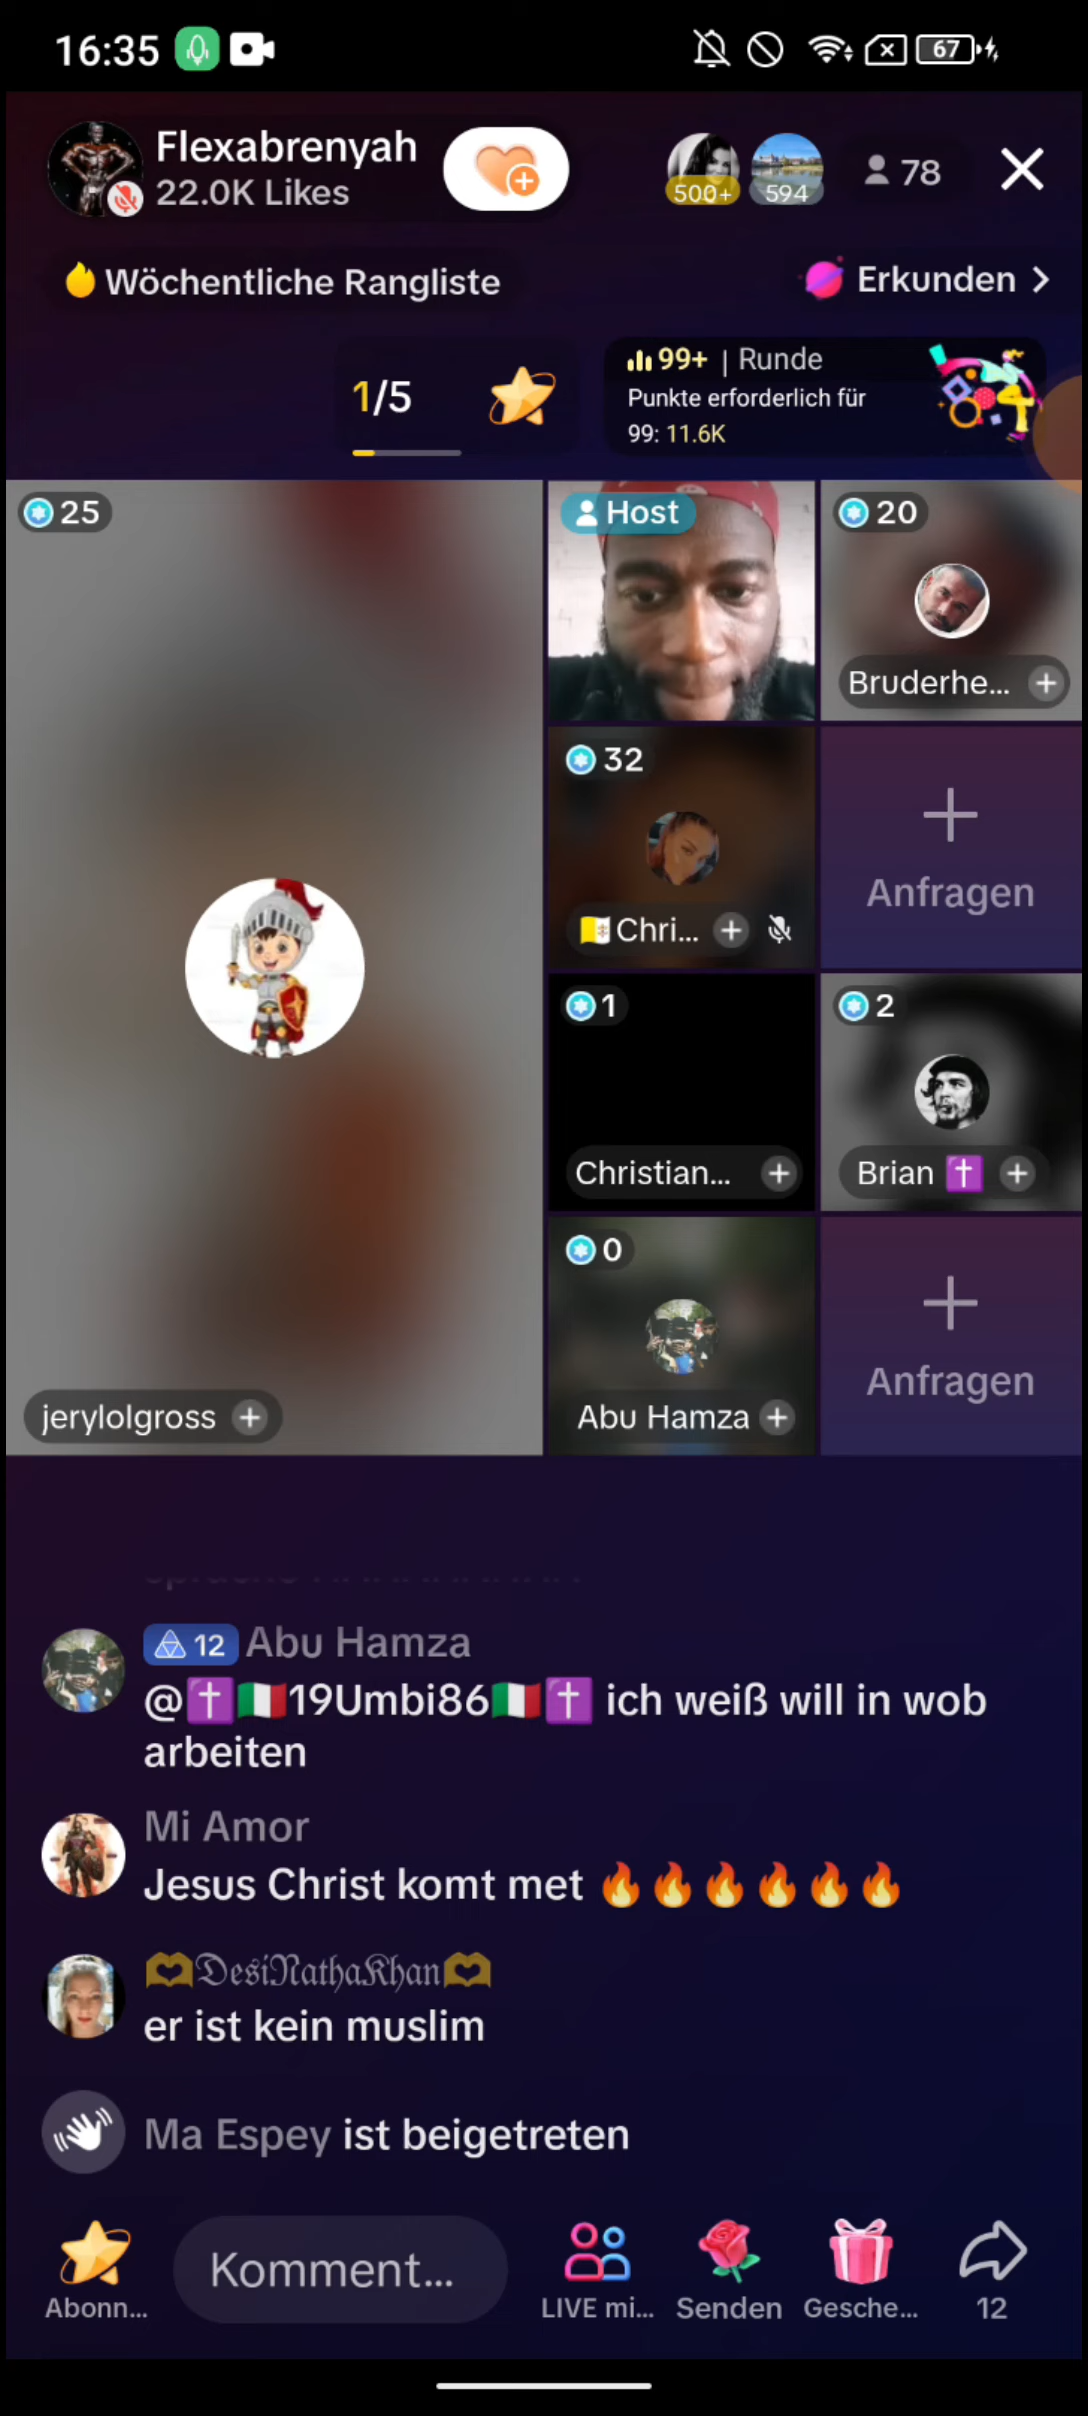 16:35
67
Flexabrenyah
22.0K Likes
500+
594
78
Wöchentliche Rangliste
Erkunden >
1/5
99+ | Runde
Punkte erforderlich für
99: 11.6K
25
Host
20
Bruderhe... +
32
Chri... +
+
Anfragen
1
Christian... +
2
Brian ✝️ +
0
Abu Hamza +
+
Anfragen
jerylolgross +
12 Abu Hamza
@✝️🇮🇹19Umbi86🇮🇹✝️ ich weiß will in wob
arbeiten
Mi Amor
Jesus Christ komt met 🔥🔥🔥🔥🔥🔥
🫶𝔇𝔢𝔰𝔦𝔑𝔞𝔱𝔥𝔞𝔎𝔥𝔞𝔫🫶
er ist kein muslim
Ma Espey ist beigetreten
Abonn...
Komment...
LIVE mi...
Senden
Gesche...
12